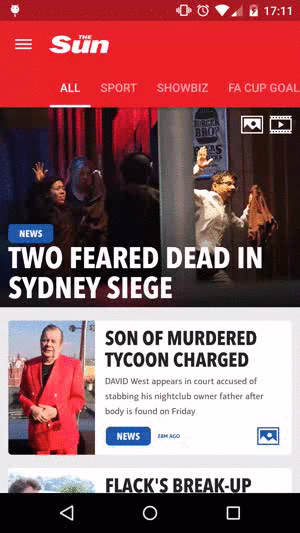 17:11
THE
Sun
ALL SPORT SHOWBIZ FA CUP GOAL
BURGER
BROS
NEWS
TWO FEARED DEAD IN
SYDNEY SIEGE
SON OF MURDERED
TYCOON CHARGED
DAVID West appears in court accused of
stabbing his nightclub owner father after
body is found on Friday
NEWS 28M AGO
FLACK'S BREAK-UP